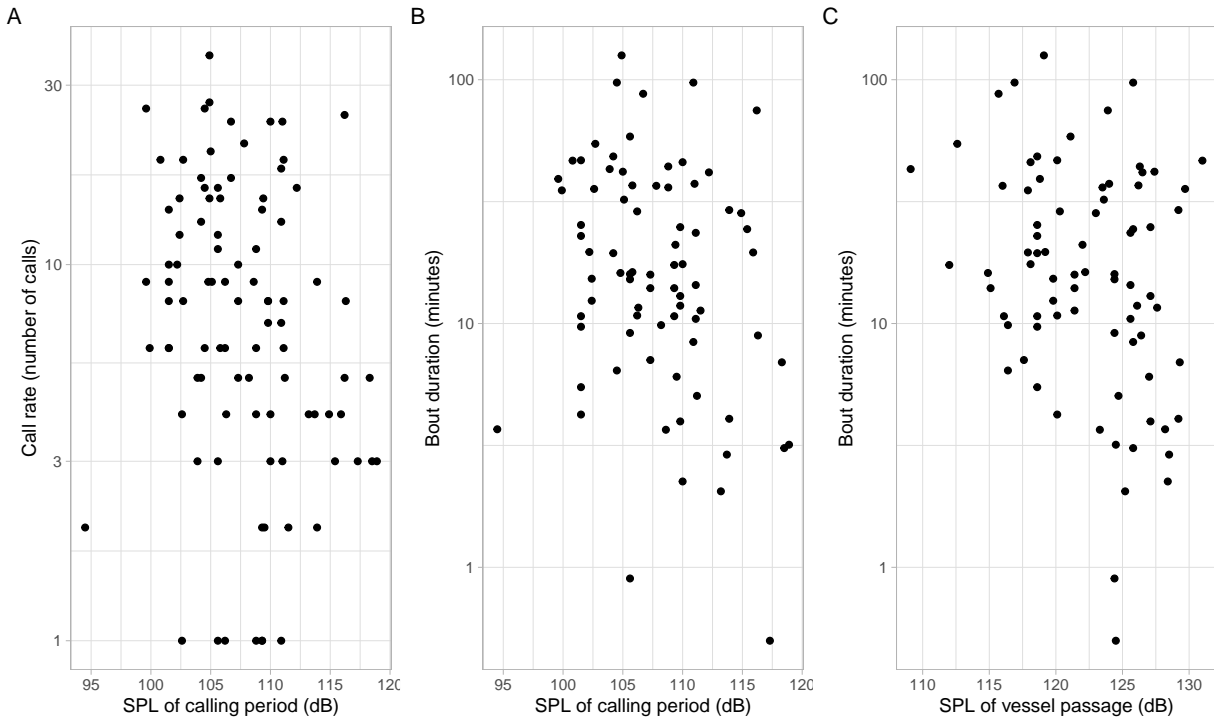 A
Call rate (number of calls)
30
10
3
1
95 100 105 110 115 120
SPL of calling period (dB)
B
Bout duration (minutes)
100
10
1
95 100 105 110 115 120
SPL of calling period (dB)
C
Bout duration (minutes)
100
10
1
110 120 125 130
SPL of vessel passage (dB)